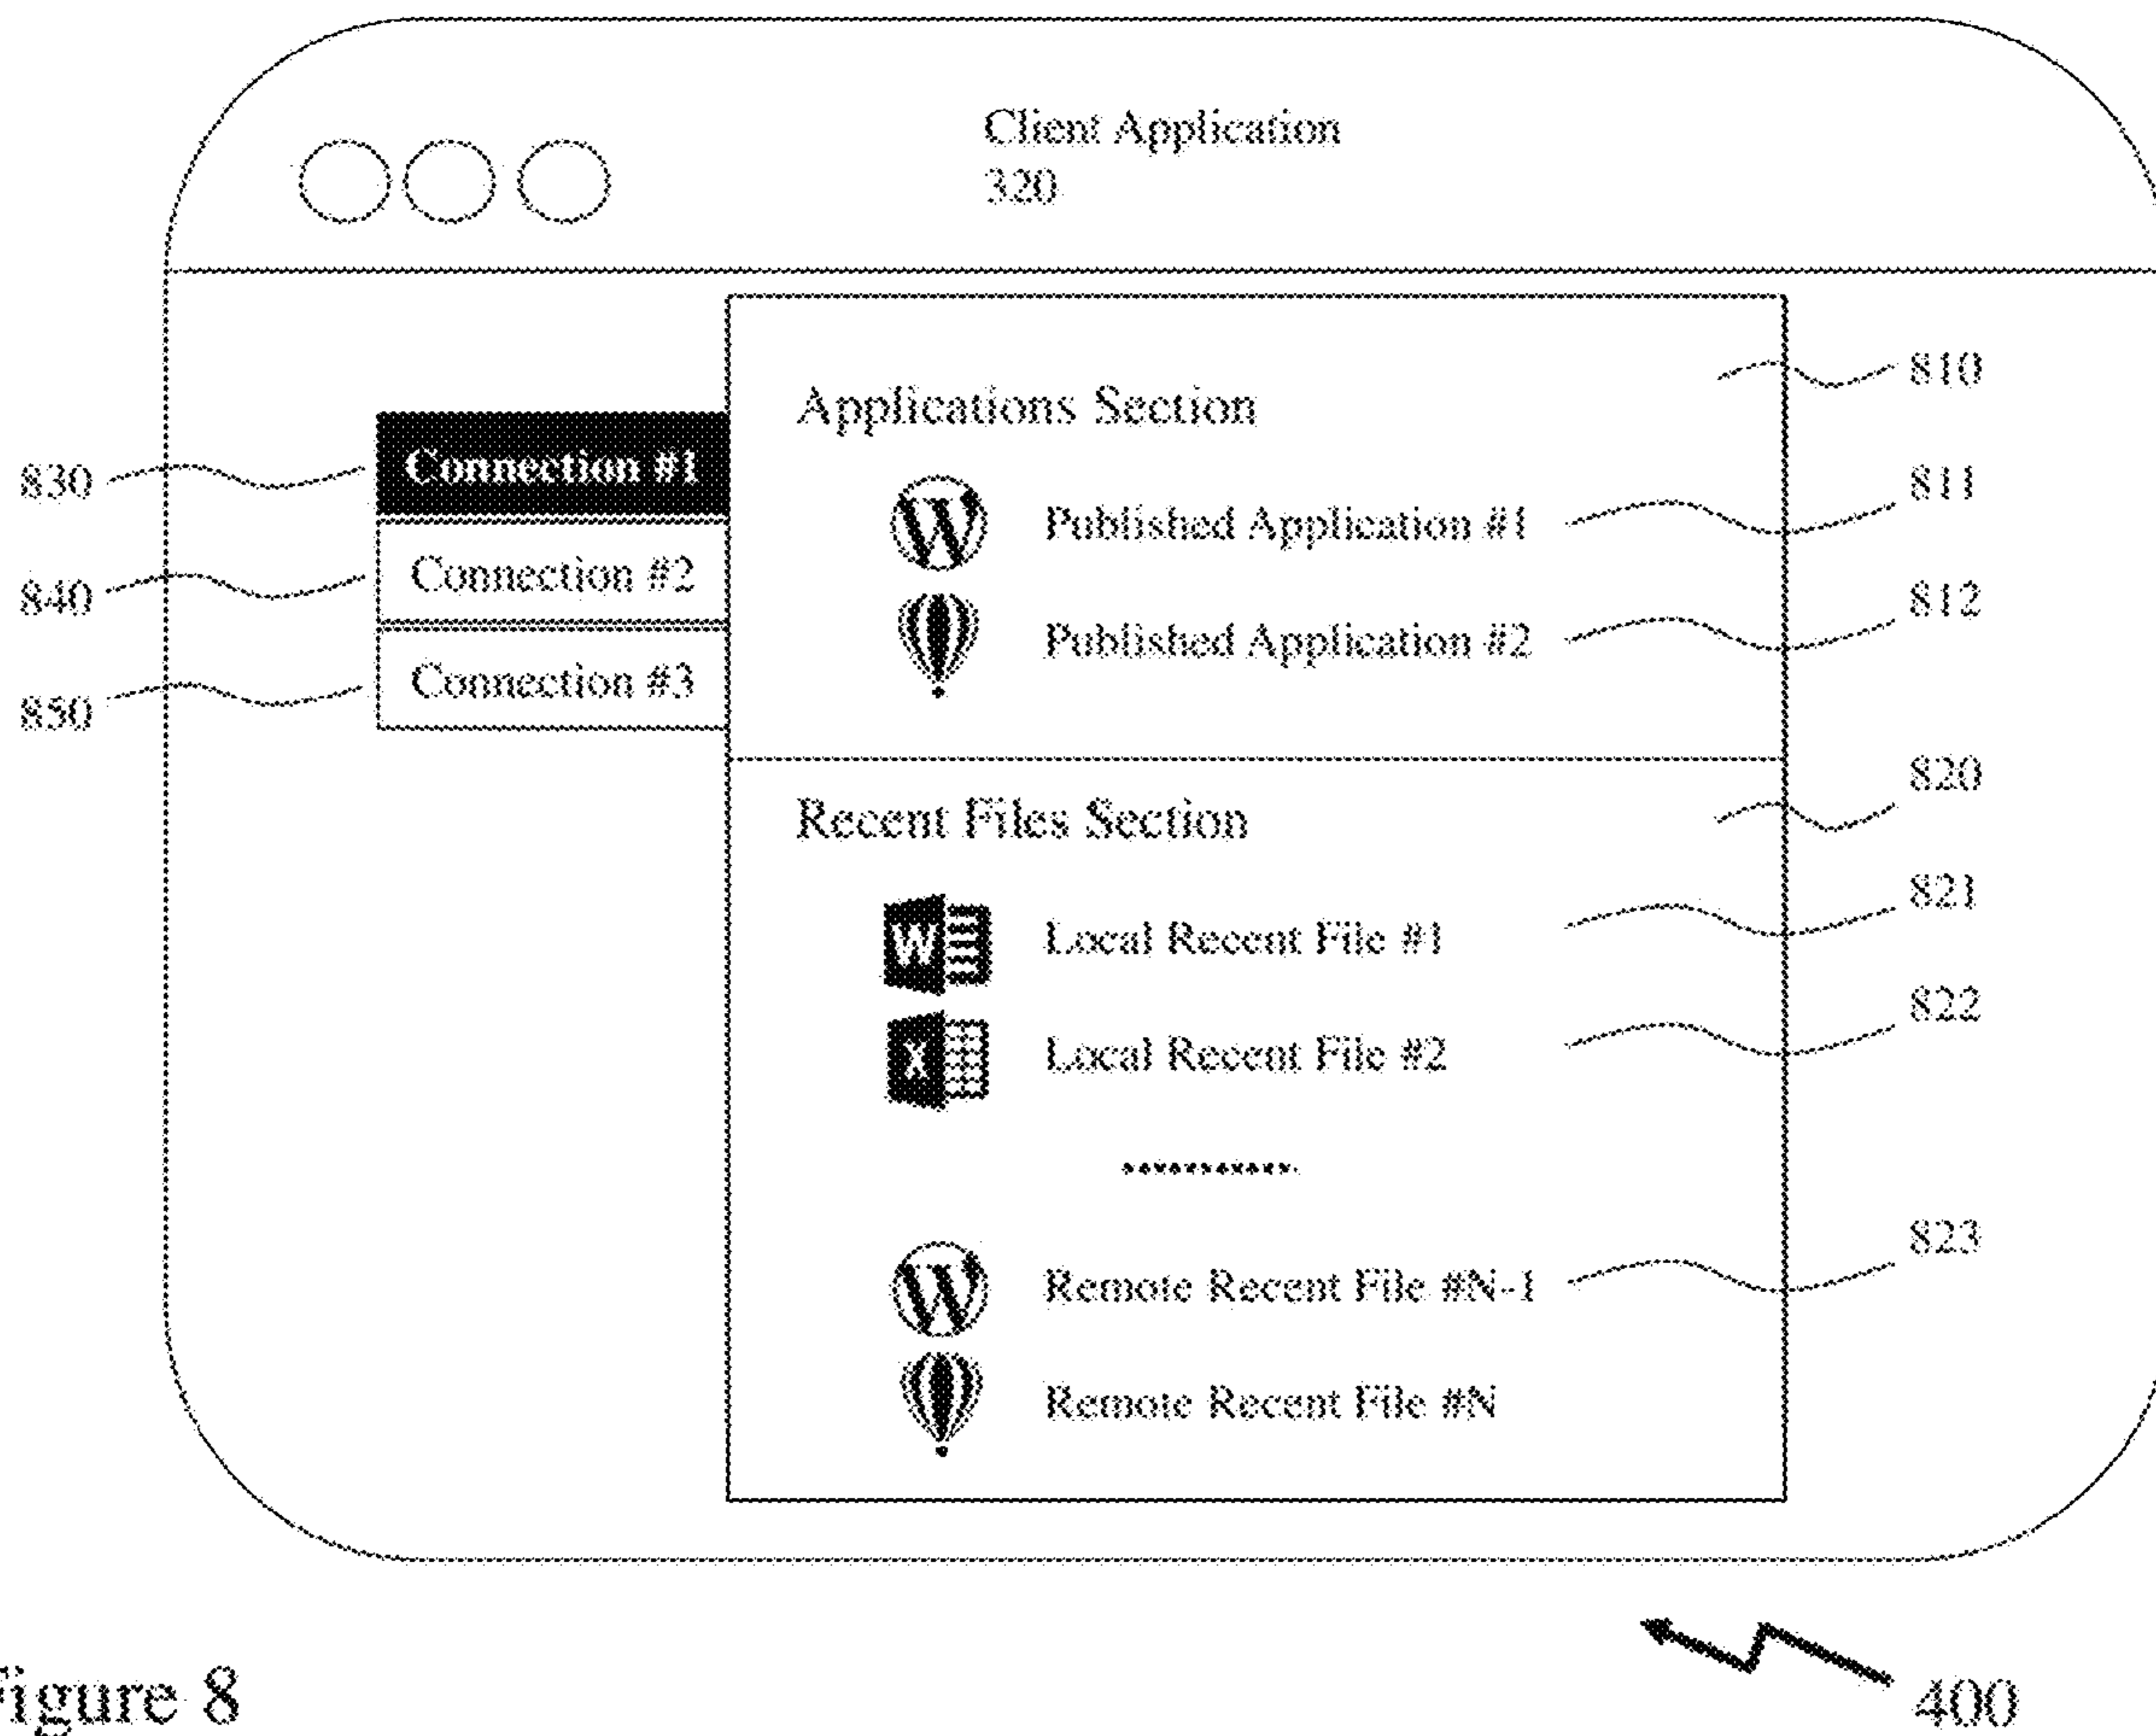 Client Application
320
Applications Section
810
830
Connection #1
W
Published Application #1
811
840
Connection #2
Published Application #2
812
850
Connection #3
Recent Files Section
820
W
Local Recent File #1
821
X
Local Recent File #2
822
W
Remote Recent File #N-1
823
Remote Recent File #N
igure 8
400